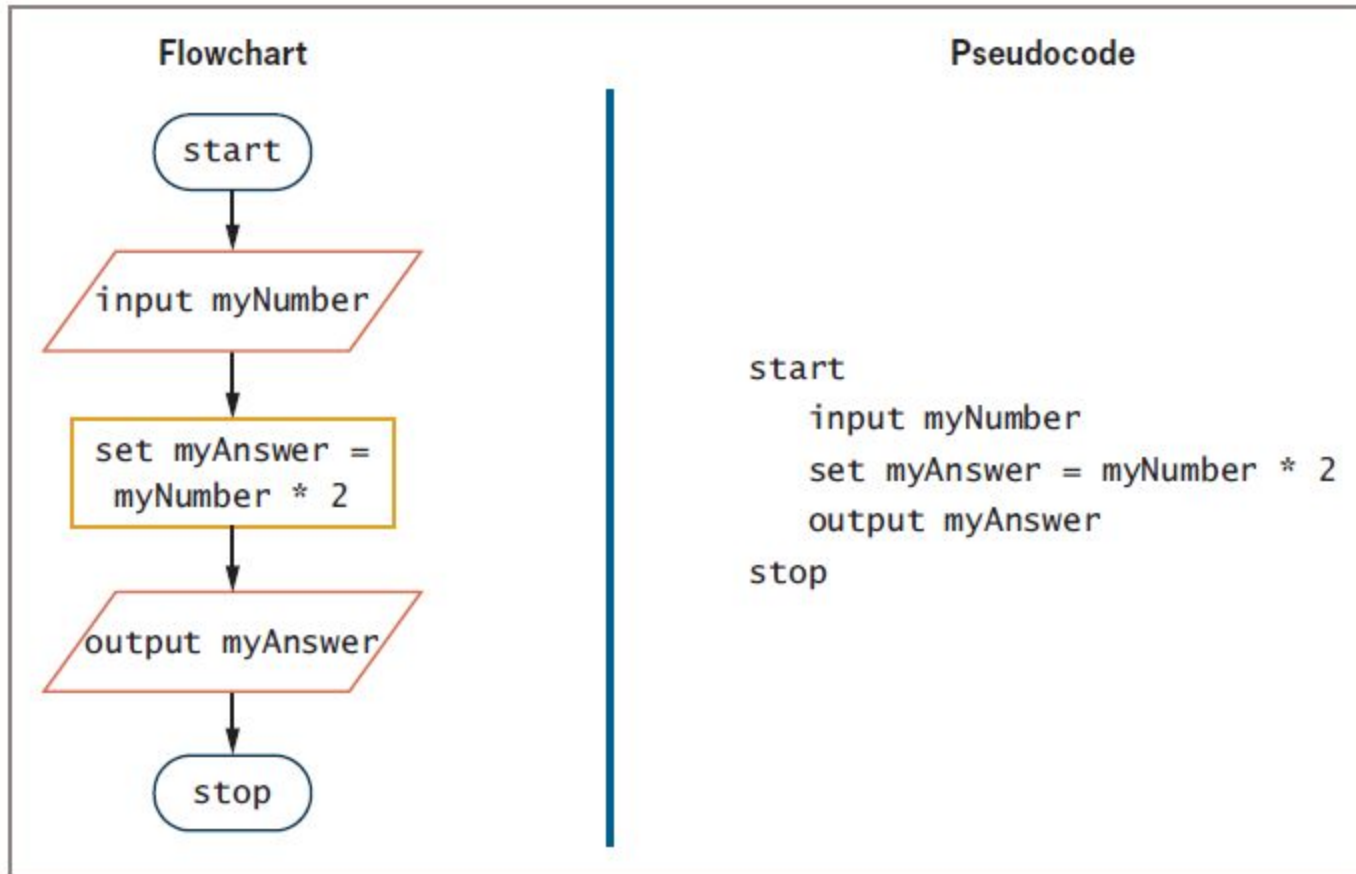 Flowchart
start
input myNumber
set myAnswer =
myNumber * 2
output myAnswer
stop
Pseudocode
start
input myNumber
set myAnswer = myNumber * 2
output myAnswer
stop